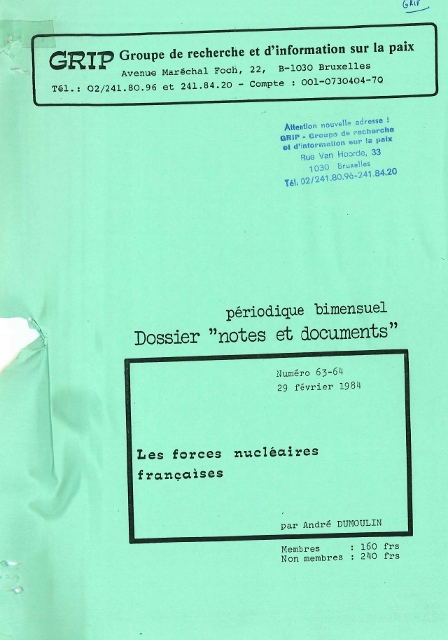 GRIP
GRIP Groupe de recherche et d'information sur la paix
Avenue Maréchal Foch, 22, B-1030 Bruxelles
Tél.: 02/241.80.96 et 241.84.20 - Compte : 001-0730404-70
Attention nouvelle adresse !
GRIP - Groupe de recherche
et d'information sur la paix
Rue Van Hoorde, 33
1030 Bruxelles
Tél. 02/241.80.96-241.84.20
périodique bimensuel
Dossier "notes et documents"
Numéro 63-64
29 février 1984
Les forces nucléaires
françaises
par André DUMOULIN
Membres : 160 frs
Non membres : 240 frs